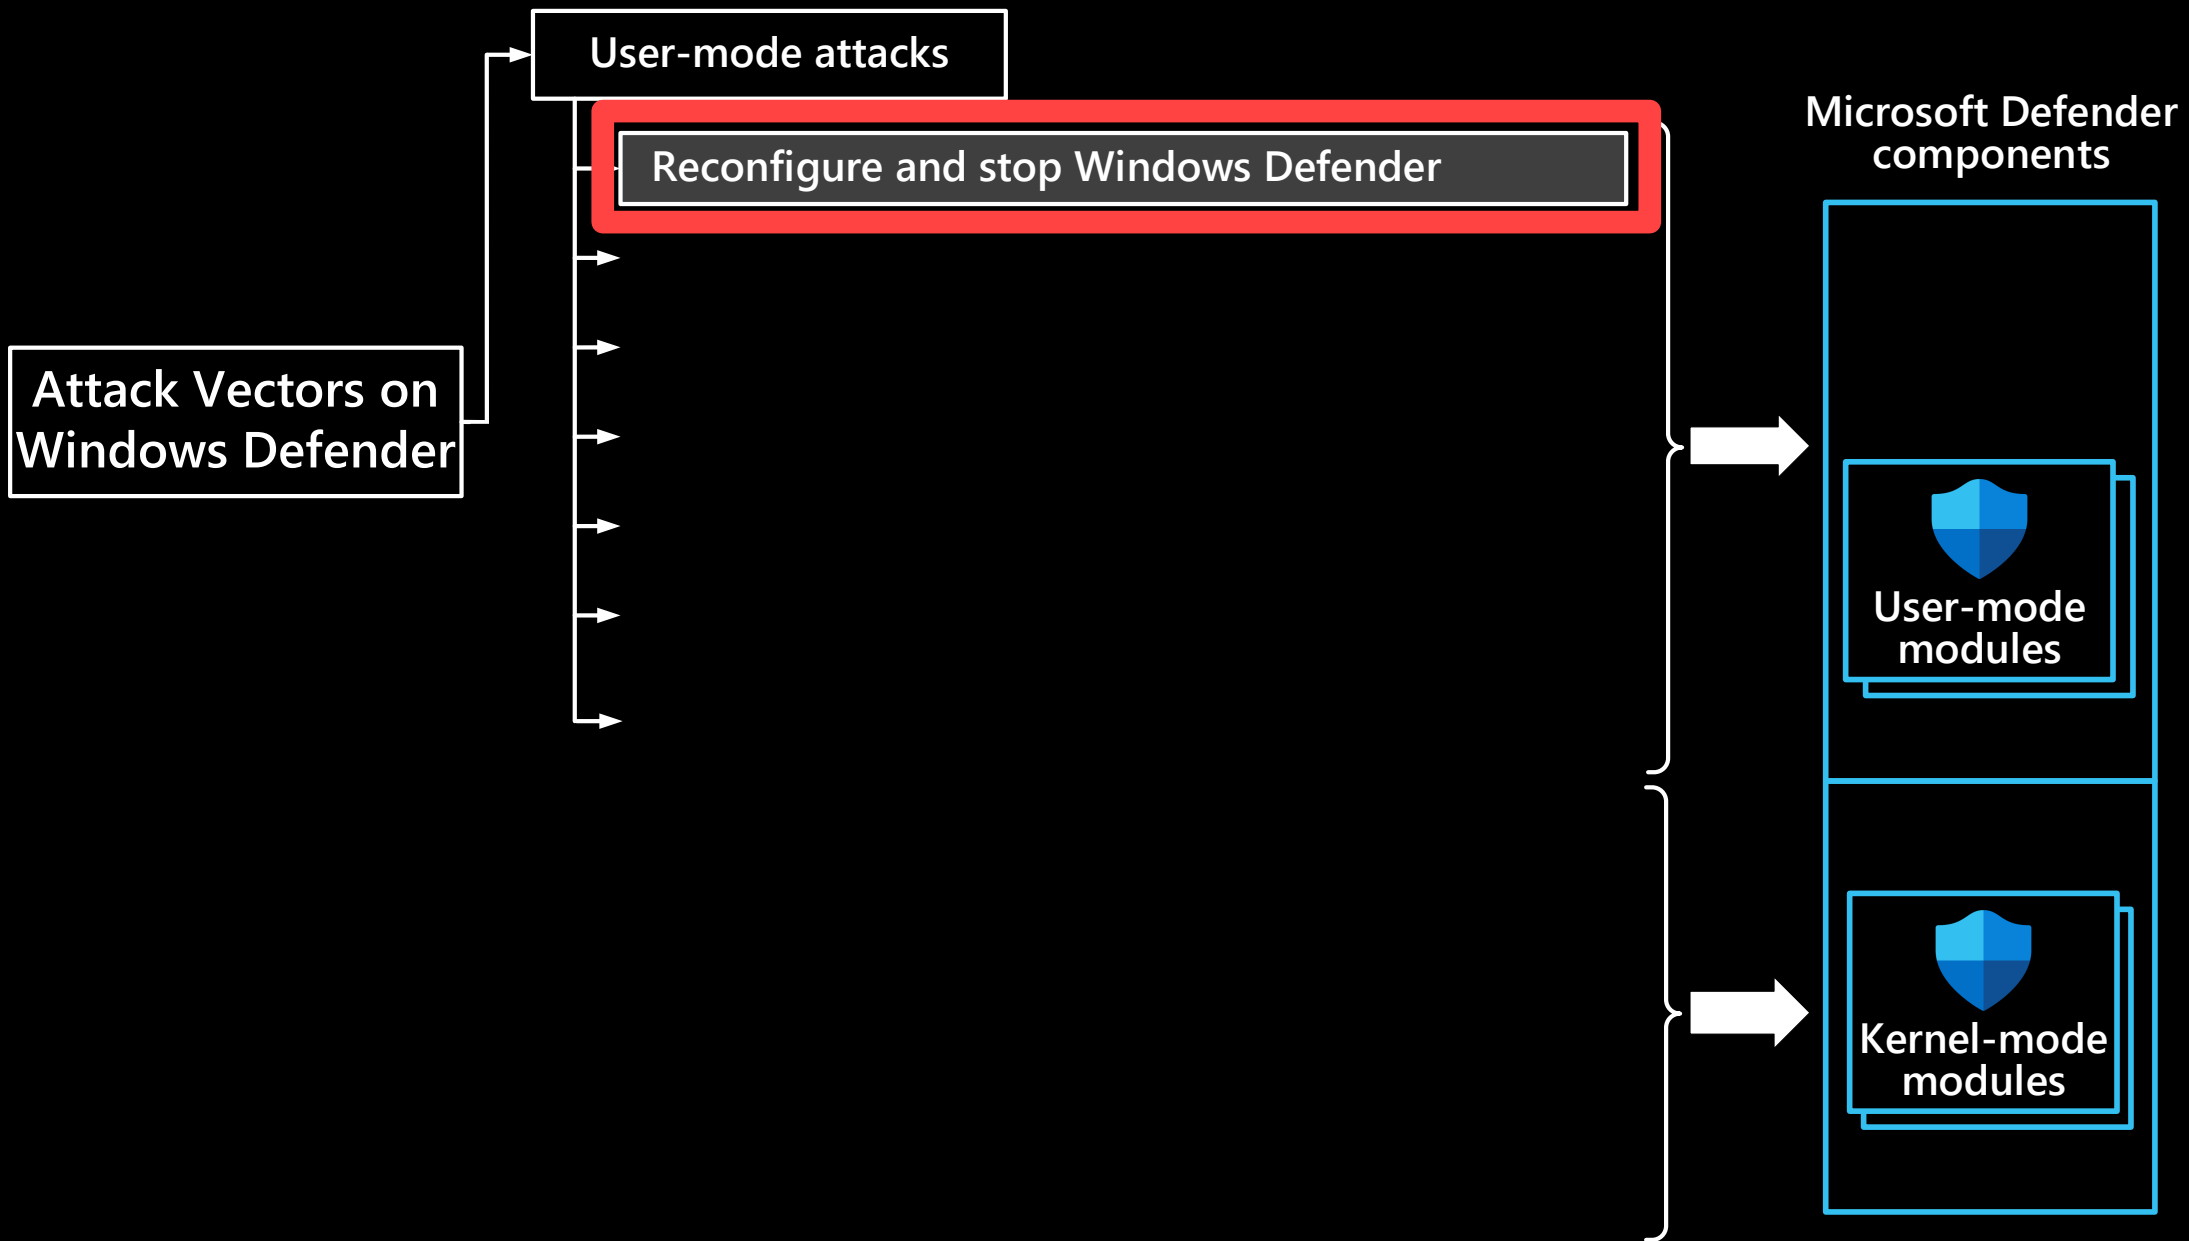 User-mode attacks
Reconfigure and stop Windows Defender
Attack Vectors on
Windows Defender
Microsoft Defender
components
User-mode
modules
Kernel-mode
modules